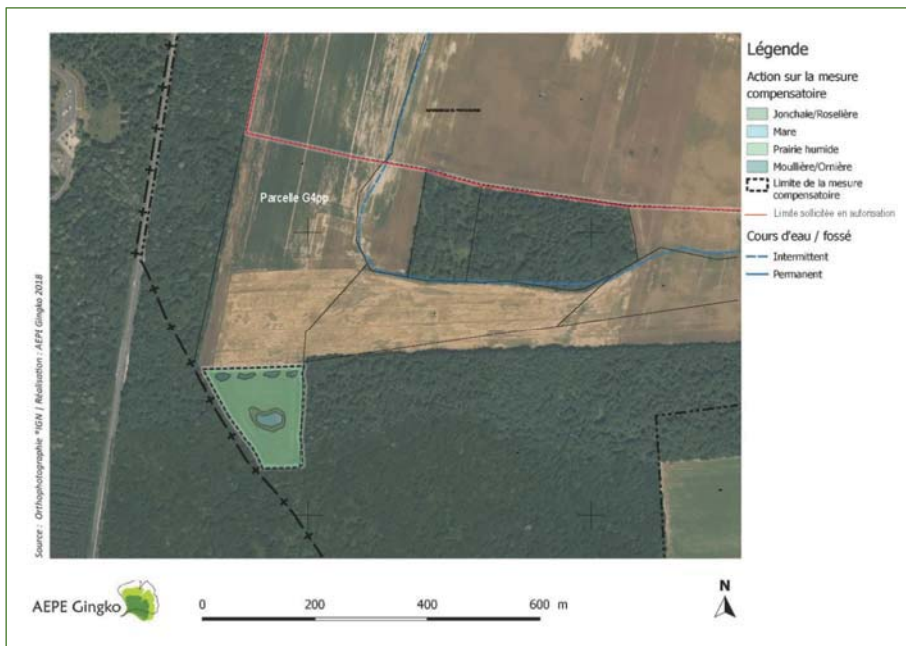 Légende
Action sur la mesure
compensatoire
Jonchaie/Roselière
Mare
Prairie humide
Mouillière/Ornière
Limite de la mesure
compensatoire
Limite sollicitée en autorisation
Cours d'eau / fossé
Intermittent
Permanent
Parcelle G4pp
Source : Orthophotographie ®IGN | Réalisation : AEPE Gingko 2018
AEPE Gingko
0 200 400 600 m
N